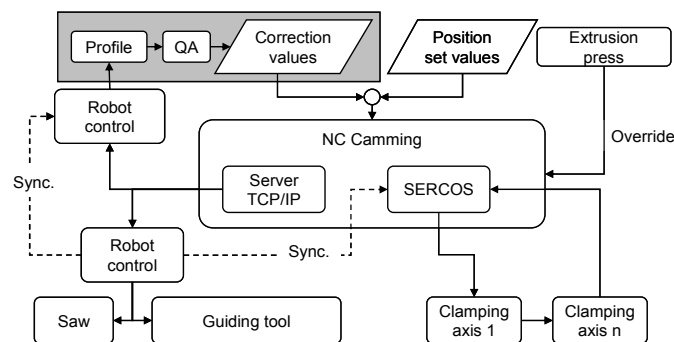 Profile
QA
Correction
values
Position
set values
Extrusion
press
Robot
control
NC Camming
Override
Sync.
Server
TCP/IP
SERCOS
Robot
control
Sync.
Saw
Guiding tool
Clamping
axis 1
Clamping
axis n